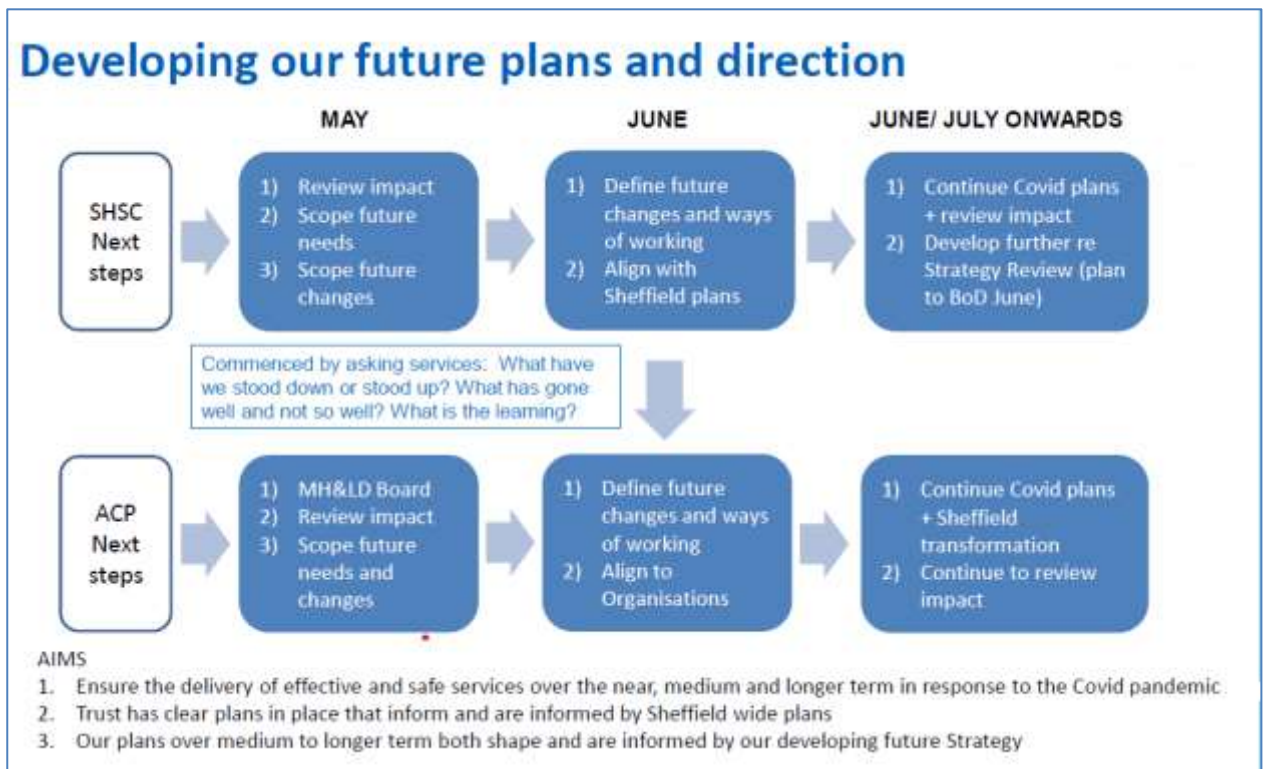 Developing our future plans and direction
MAY
JUNE
JUNE/ JULY ONWARDS
SHSC
Next
steps
1) Review impact
2) Scope future
needs
3) Scope future
changes
1) Define future
changes and ways
of working
2) Align with
Sheffield plans
1) Continue Covid plans
+ review impact
2) Develop further re
Strategy Review (plan
to BoD June)
Commenced by asking services: What have
we stood down or stood up? What has gone
well and not so well? What is the learning?
ACP
Next
steps
1) MH&LD Board
2) Review impact
3) Scope future
needs and
changes
1) Define future
changes and ways
of working
2) Align to
Organisations
1) Continue Covid plans
+ Sheffield
transformation
2) Continue to review
impact
AIMS
1. Ensure the delivery of effective and safe services over the near, medium and longer term in response to the Covid pandemic
2. Trust has clear plans in place that inform and are informed by Sheffield wide plans
3. Our plans over medium to longer term both shape and are informed by our developing future Strategy